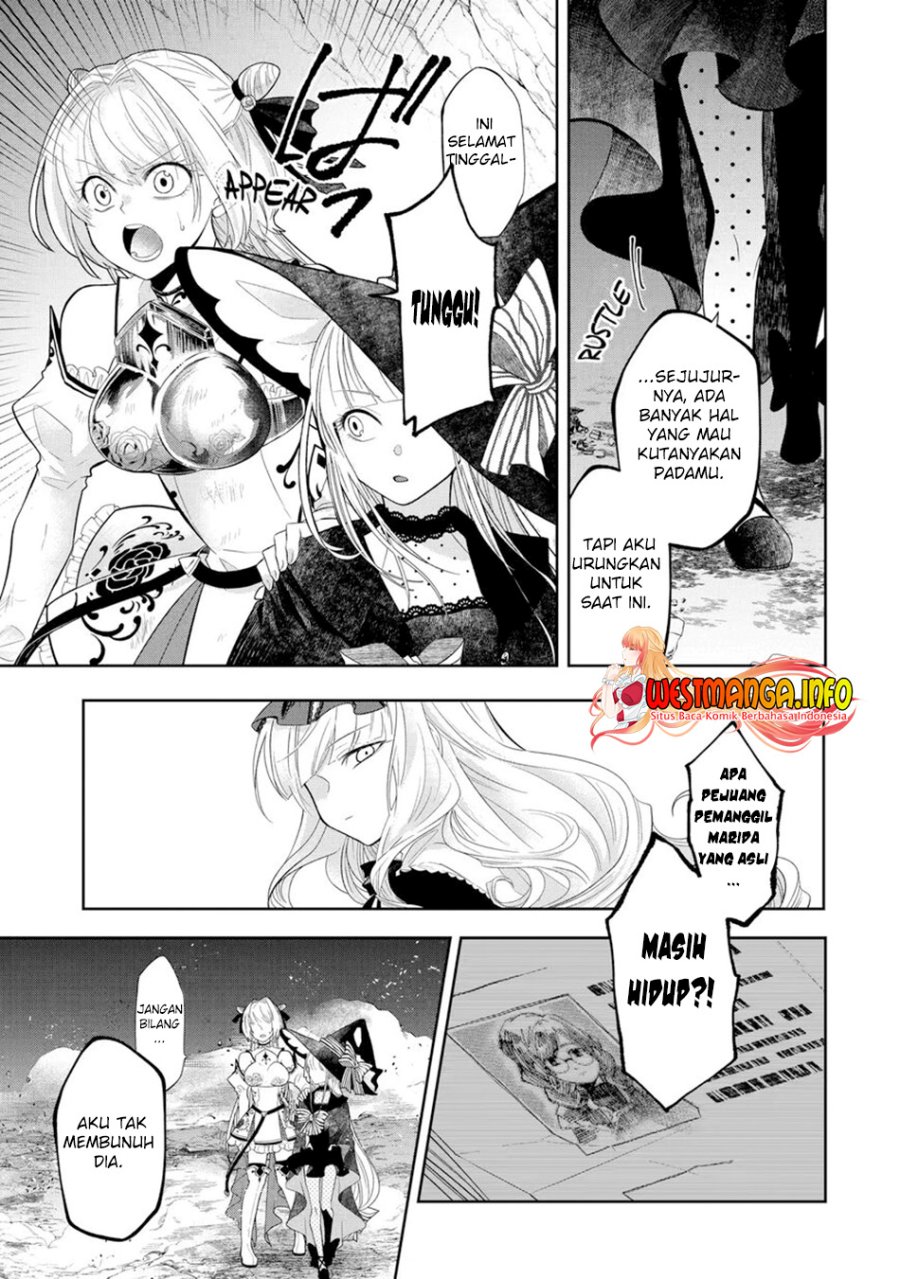 RUSTLE
...SEJUJUR-
NYA, ADA
BANYAK HAL
YANG MAU
KUTANYAKAN
PADAMU.
TAPI AKU
URUNGKAN
UNTUK
SAAT INI.
INI
SELAMAT
TINGGAL-
ばっ
APPEAR
TUNGGU!
WESTMANGA.INFO
Situs Baca Komik Berbahasa Indonesia
APA
PEJUANG
PEMANGGIL
MARIDA
YANG ASLI
...
MASIH
HIDUP?!
JANGAN
BILANG
...
AKU TAK
MEMBUNUH
DIA.